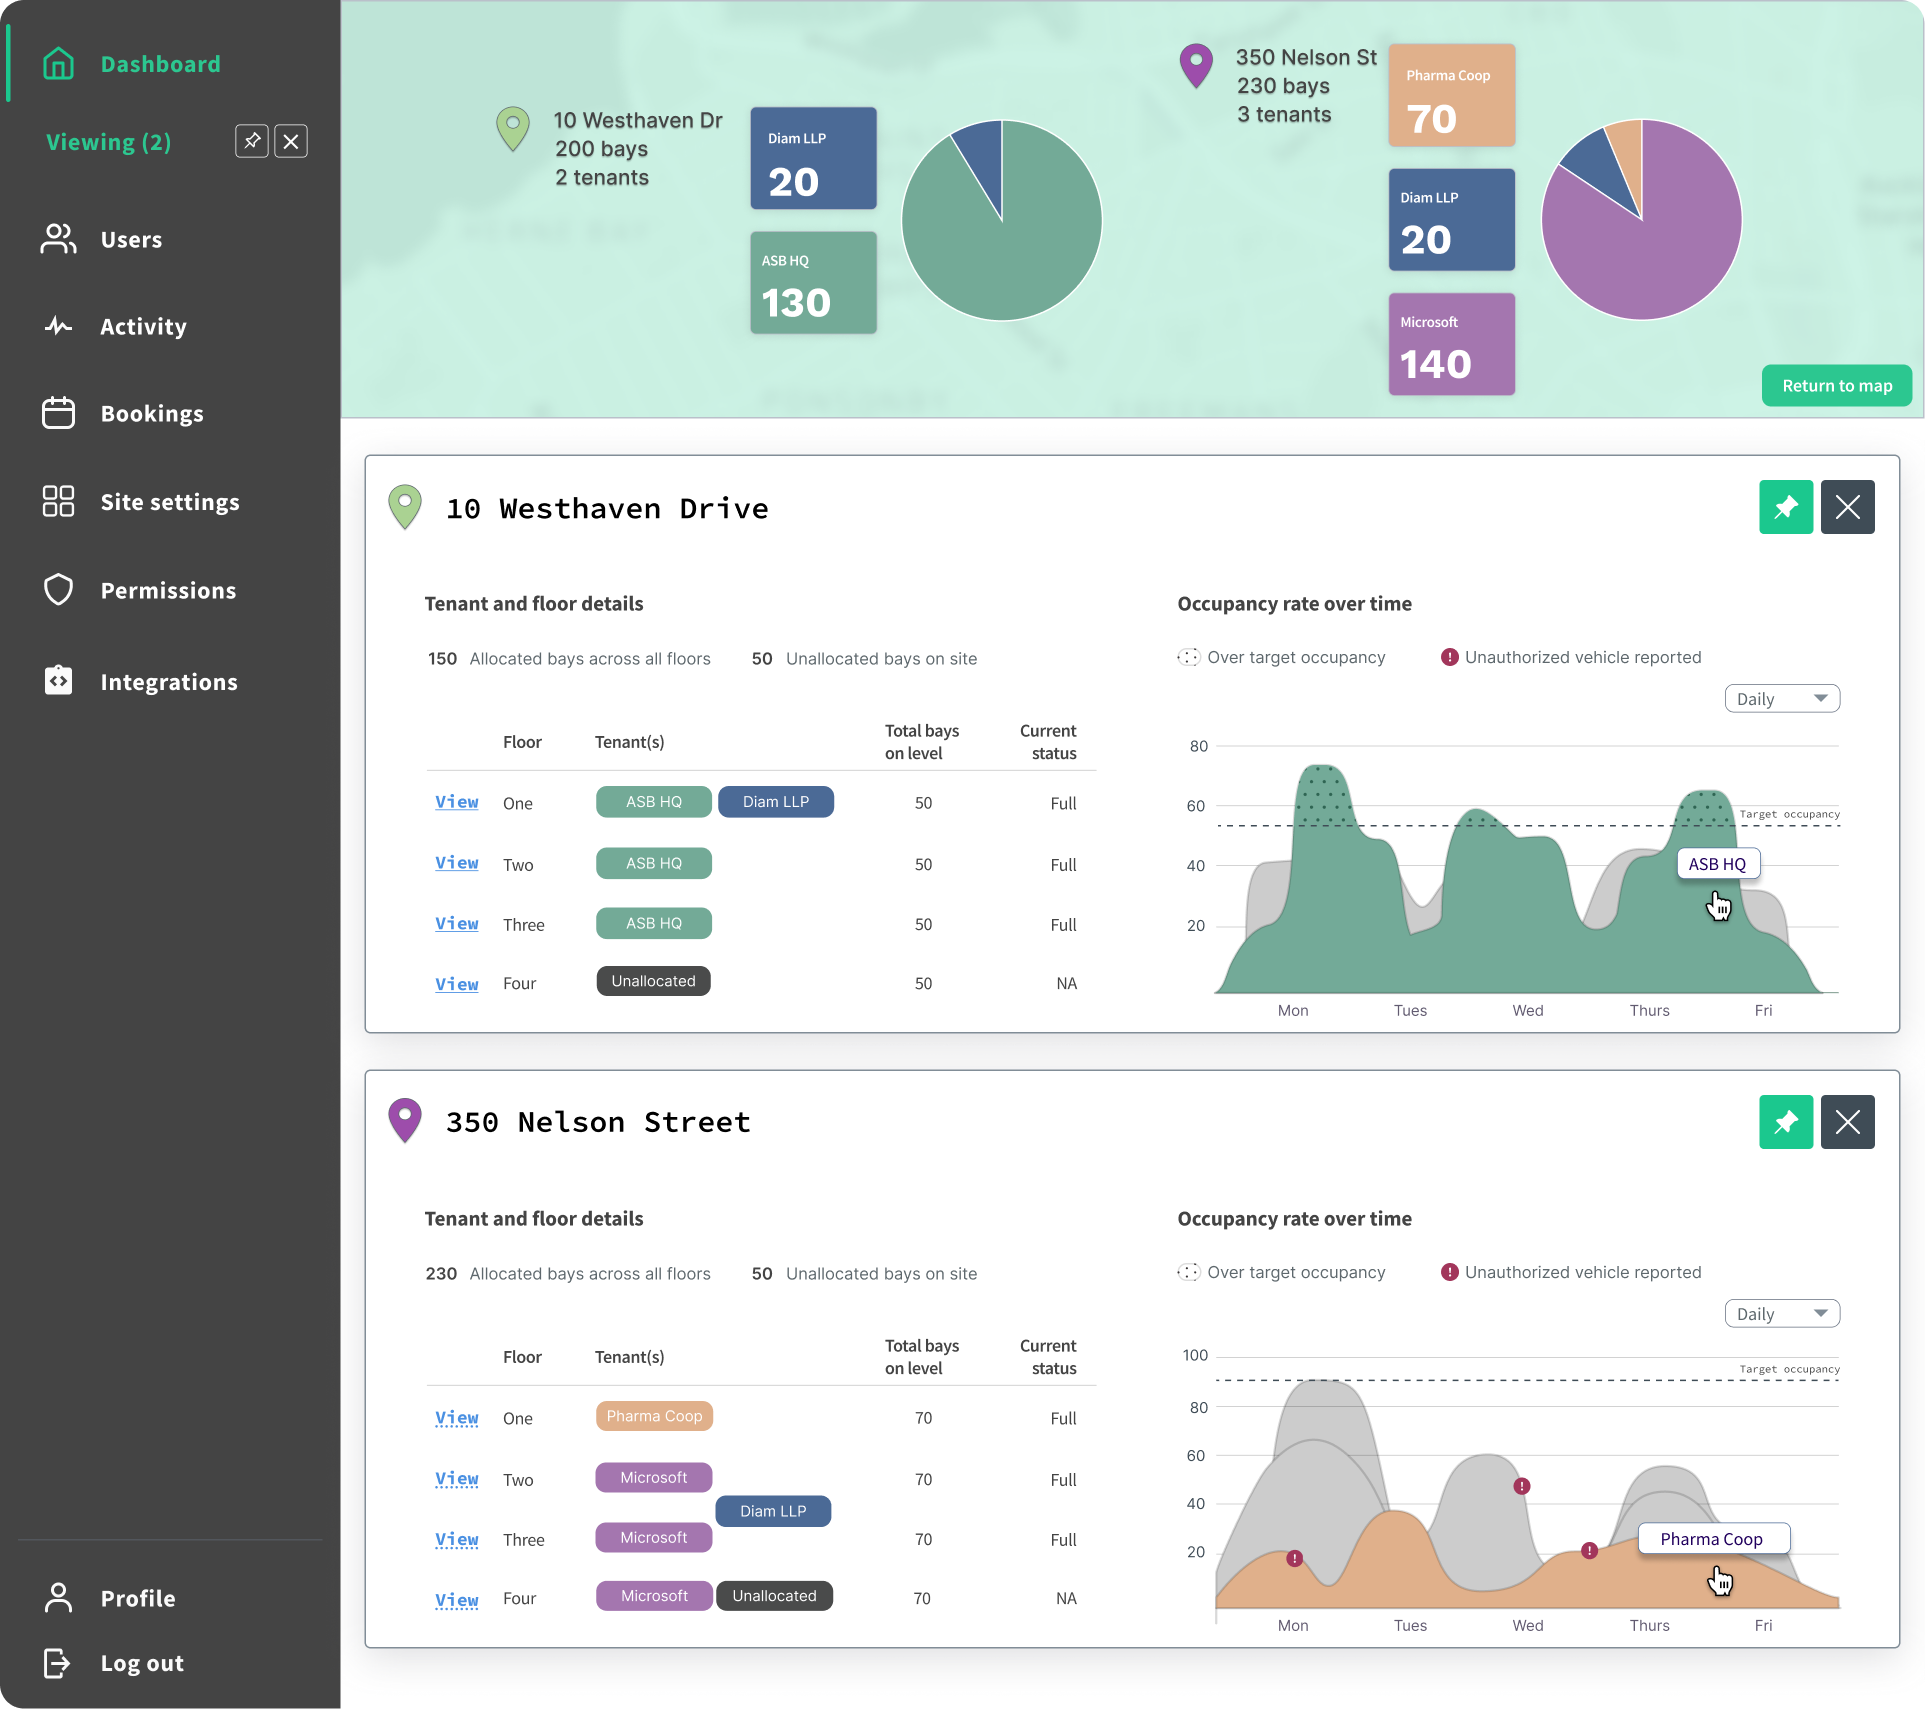 Dashboard
Viewing (2)
Users
Activity
Bookings
Site settings
Permissions
Integrations
Profile
Log out
10 Westhaven Dr
200 bays
2 tenants
Diam LLP
20
ASB HQ
130
350 Nelson St
230 bays
3 tenants
Pharma Coop
70
Diam LLP
20
Microsoft
140
Return to map
10 Westhaven Drive
Tenant and floor details
150 Allocated bays across all floors
50 Unallocated bays on site
Floor
Tenant(s)
Total bays
on level
Current
status
View One ASB HQ Diam LLP 50 Full
View Two ASB HQ 50 Full
View Three ASB HQ 50 Full
View Four Unallocated 50 NA
Occupancy rate over time
Over target occupancy
! Unauthorized vehicle reported
Daily
80
60
Target occupancy
40
ASB HQ
20
Mon Tues Wed Thurs Fri
350 Nelson Street
Tenant and floor details
230 Allocated bays across all floors
50 Unallocated bays on site
Floor
Tenant(s)
Total bays
on level
Current
status
View One Pharma Coop 70 Full
View Two Microsoft 70 Full
Diam LLP
View Three Microsoft 70 Full
View Four Microsoft Unallocated 70 NA
Occupancy rate over time
Over target occupancy
! Unauthorized vehicle reported
Daily
100
Target occupancy
80
60
!
40
Pharma Coop
20
!
!
Mon Tues Wed Thurs Fri